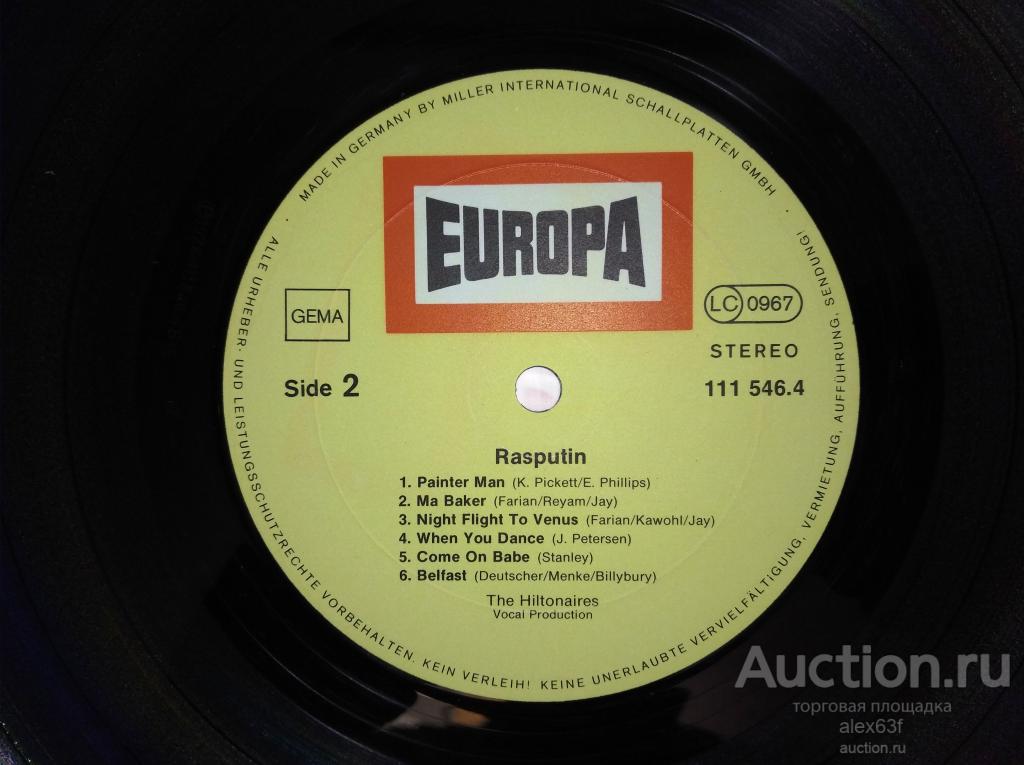 MADE IN GERMANY BY MILLER INTERNATIONAL SCHALLPLATTEN GMBH
EUROPA
GEMA
LC 0967
STEREO
Side 2
111 546.4
Rasputin
1. Painter Man (K. Pickett/E. Phillips)
2. Ma Baker (Farian/Reyam/Jay)
3. Night Flight To Venus (Farian/Kawohl/Jay)
4. When You Dance (J. Petersen)
5. Come On Babe (Stanley)
6. Belfast (Deutscher/Menke/Billybury)
The Hiltonaires
Vocal Production
ALLE URHEBER- UND LEISTUNGSSCHUTZRECHTE VORBEHALTEN. KEIN VERLEIH! KEINE UNERLAUBTE VERVIELFÄLTIGUNG, VERMIETUNG, AUFFÜHRUNG, SENDUNG!
Auction.ru
торговая площадка
alex63f
auction.ru